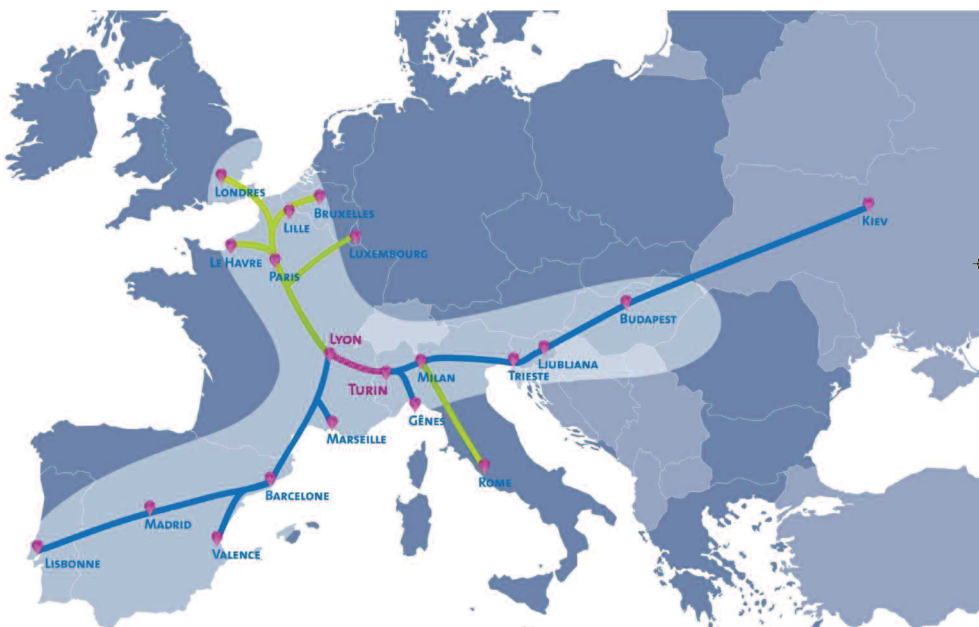 Londres
Bruxelles
Lille
Kiev
Le Havre
Luxembourg
Paris
Budapest
Lyon
Ljubljana
Milan
Trieste
Turin
Gênes
Marseille
Rome
Barcelone
Madrid
Valence
Lisbonne